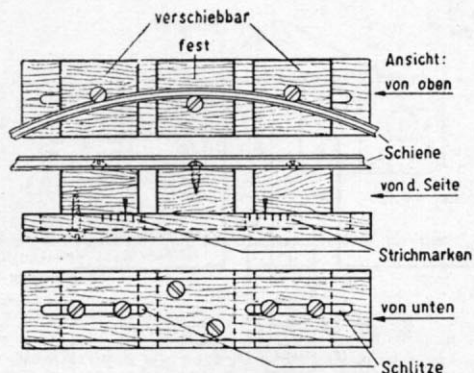 verschiebbar
fest
Ansicht:
von oben
Schiene
von d. Seite
Strichmarken
von unten
Schlitze